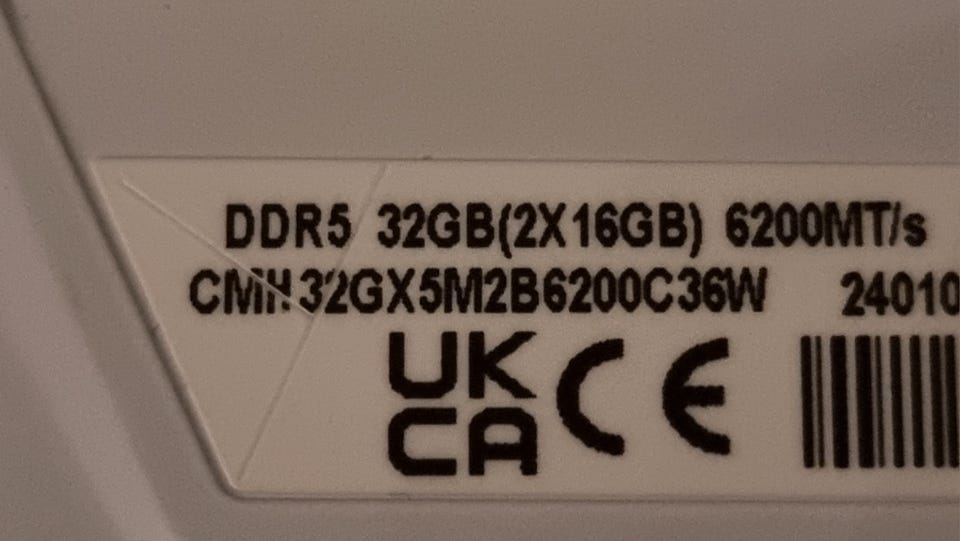 DDR5 32GB(2X16GB) 6200MT/s
CMH32GX5M2B6200C36W 24010
UK CE
CA